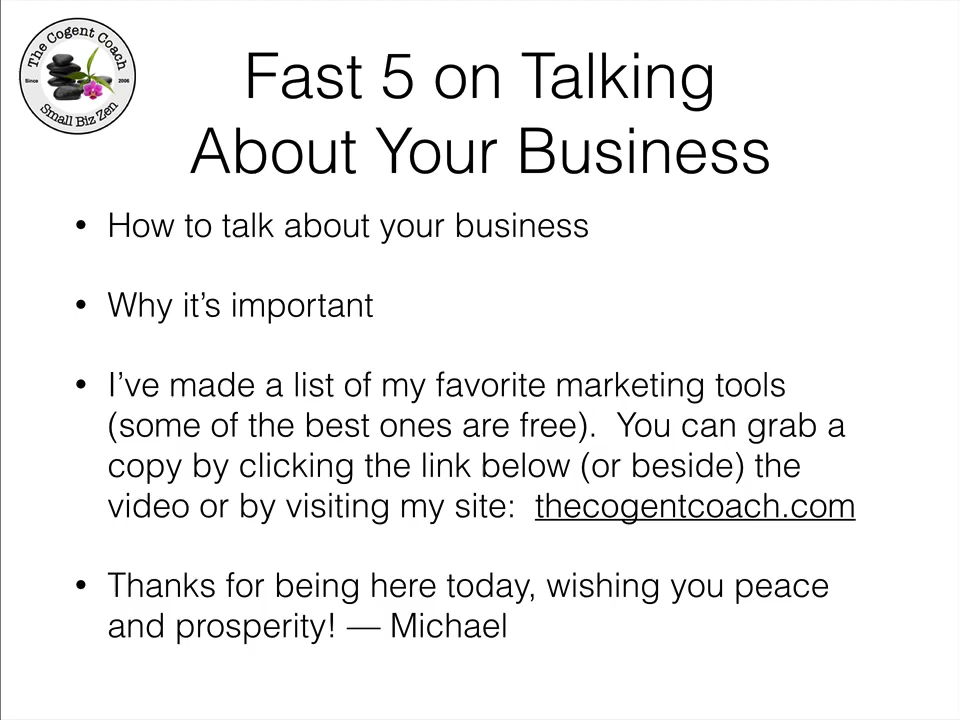 The Cogent Coach
Since 2006
Small Biz Zen
Fast 5 on Talking
About Your Business
• How to talk about your business
• Why it’s important
• I’ve made a list of my favorite marketing tools
(some of the best ones are free).  You can grab a
copy by clicking the link below (or beside) the
video or by visiting my site:  thecogentcoach.com
• Thanks for being here today, wishing you peace
and prosperity! — Michael